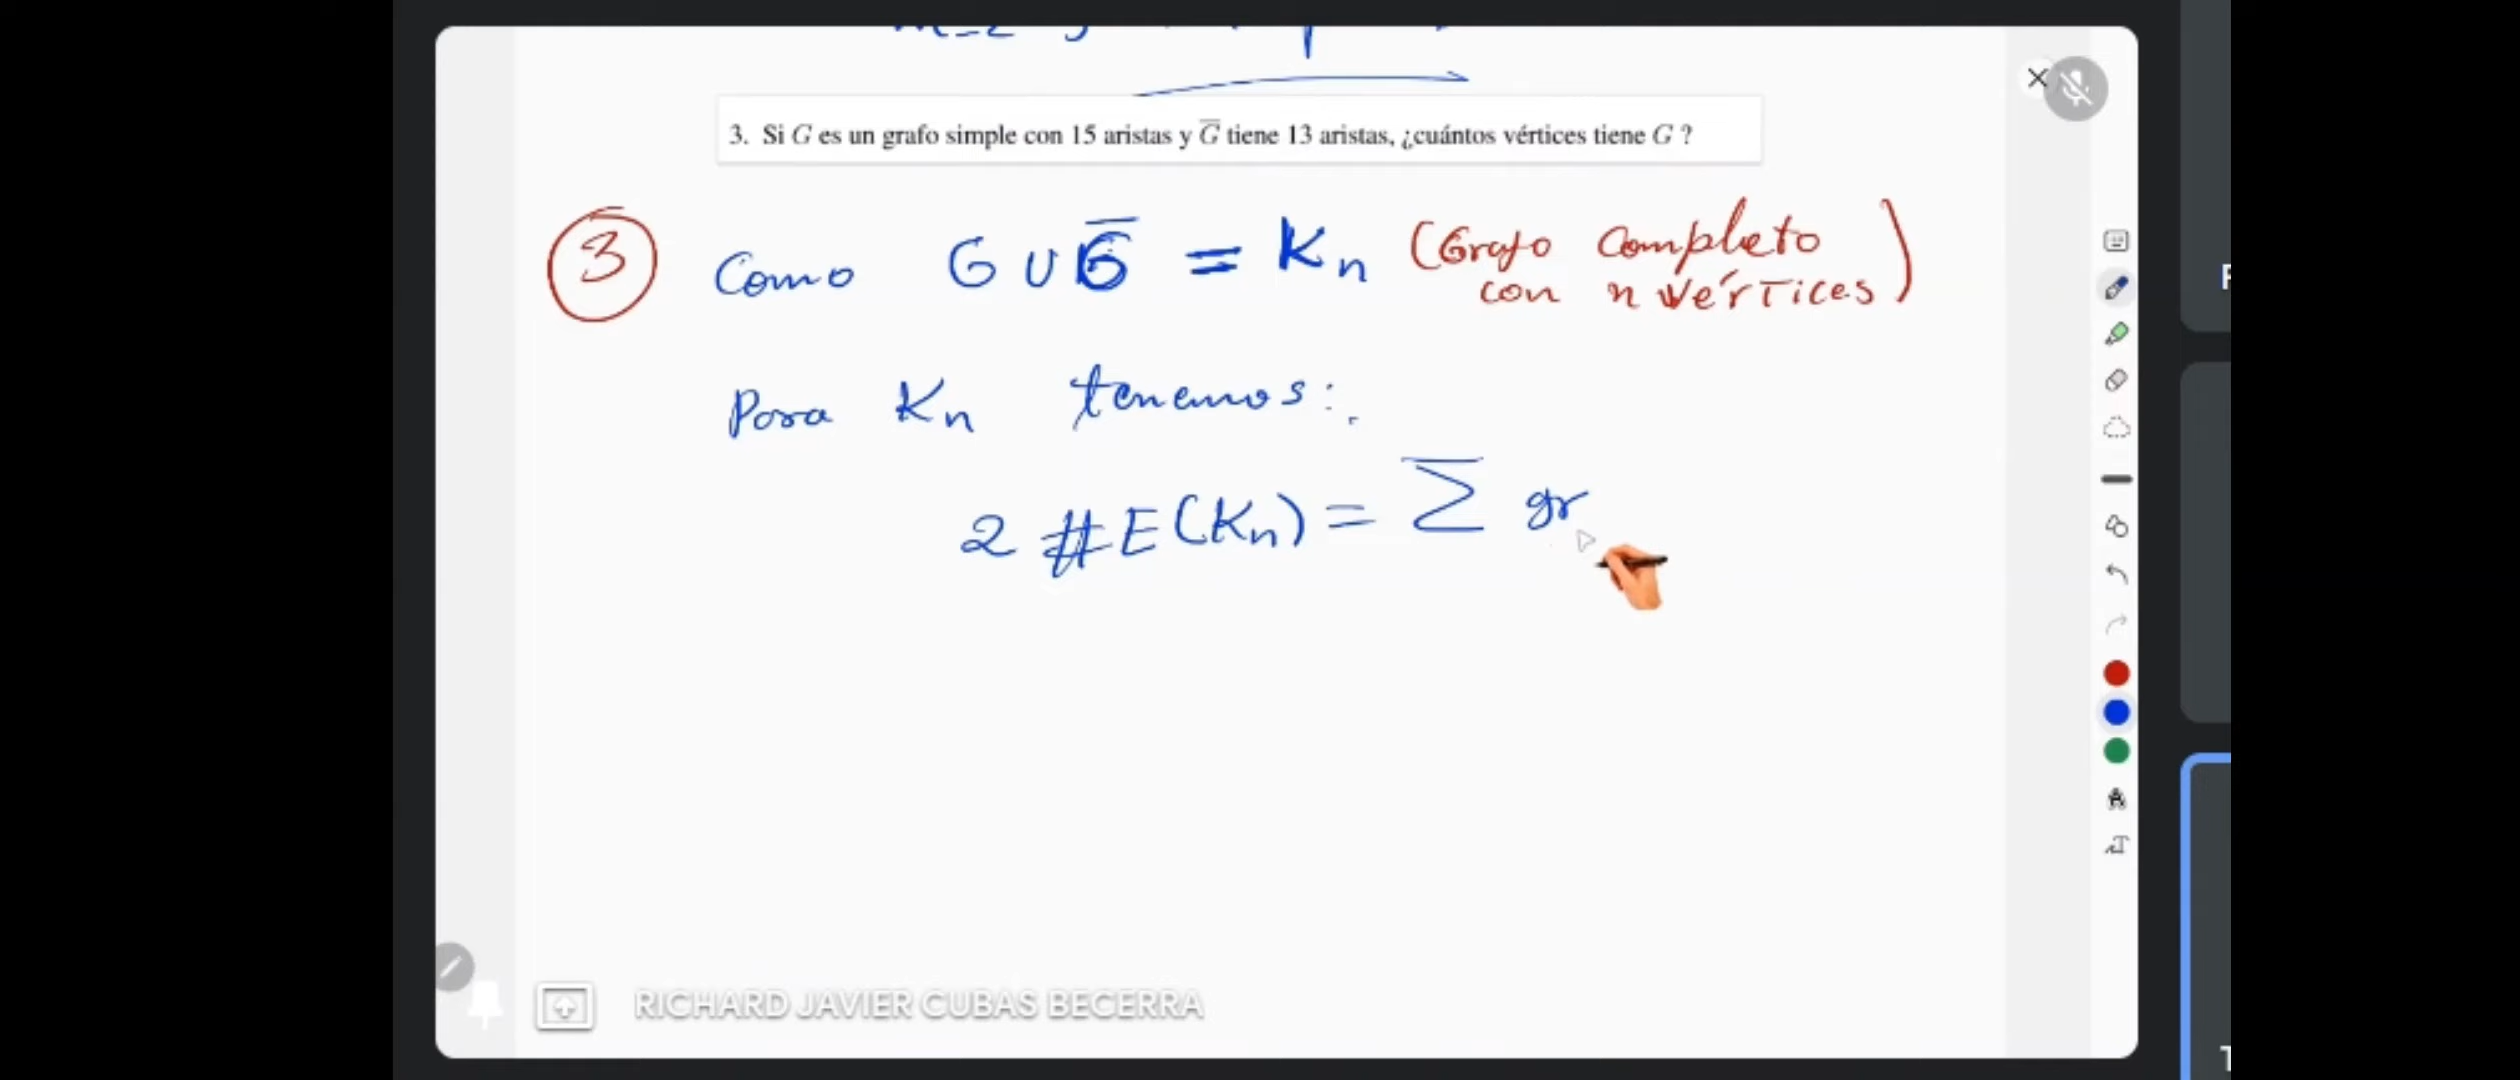 m=2
3. Si G es un grafo simple con 15 aristas y G̅ tiene 13 aristas, ¿cuántos vértices tiene G ?
3 Como G ∪ G̅ = Kn (Grafo Completo
con n vértices)
Para Kn tenemos:.
2 #E(Kn) = Σ gr
RICHARD JAVIER CUBAS BECERRA